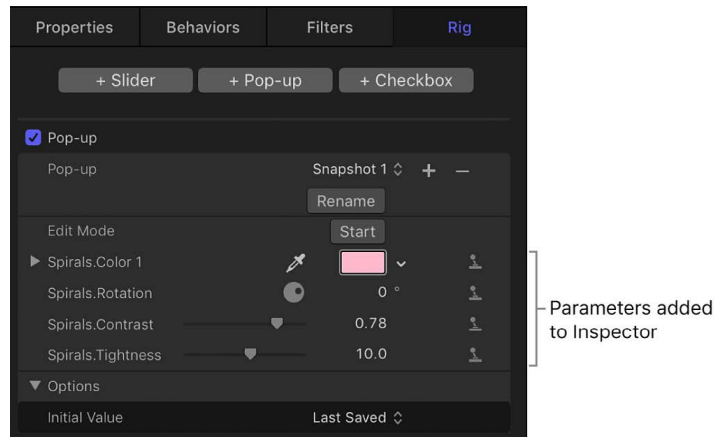 Properties Behaviors Filters Rig
+ Slider + Pop-up + Checkbox
Pop-up
Pop-up Snapshot 1 + −
Rename
Edit Mode Start
Spirals.Color 1
Spirals.Rotation 0 °
Spirals.Contrast 0.78
Spirals.Tightness 10.0
Parameters added
to Inspector
Options
Initial Value Last Saved